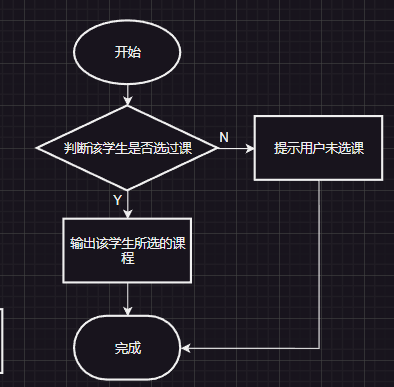 开始
判断该学生是否选过课
N
提示用户未选课
Y
输出该学生所选的课
程
完成